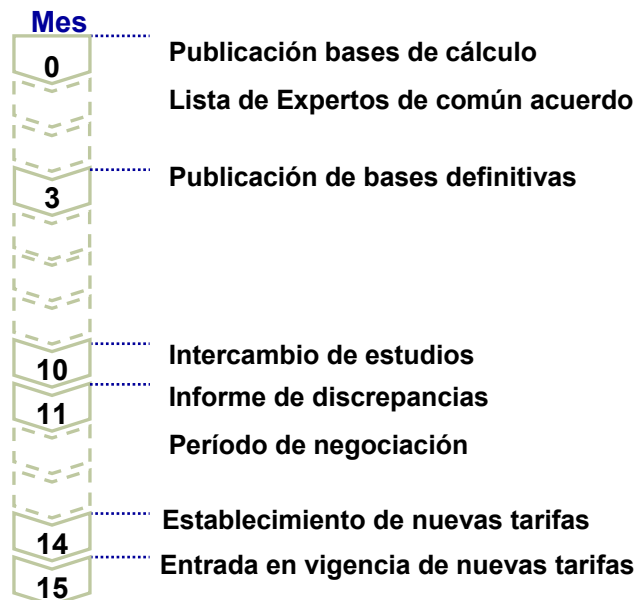 Mes
0
Publicación bases de cálculo
Lista de Expertos de común acuerdo
3
Publicación de bases definitivas
10
Intercambio de estudios
11
Informe de discrepancias
Período de negociación
14
Establecimiento de nuevas tarifas
15
Entrada en vigencia de nuevas tarifas